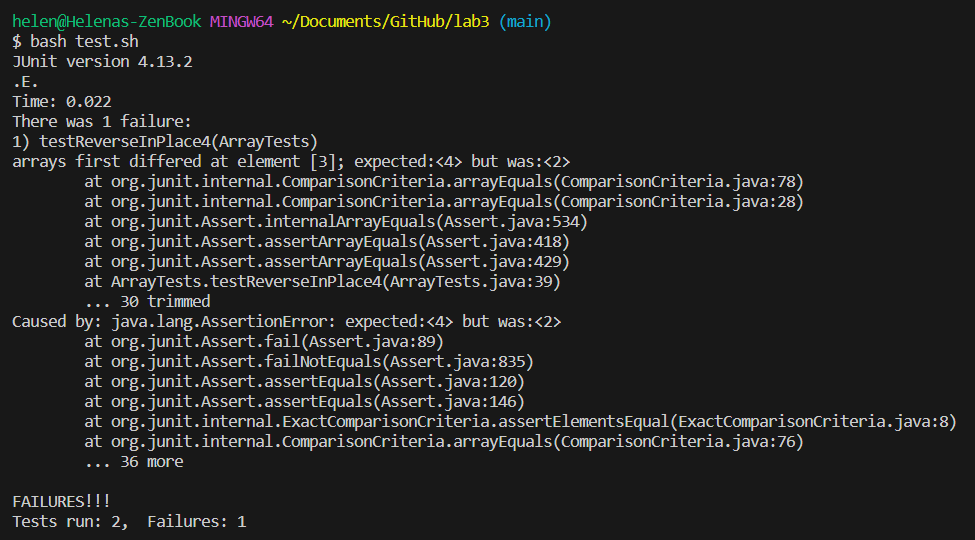 helen@Helenas-ZenBook MINGW64 ~/Documents/GitHub/lab3 (main)
$ bash test.sh
JUnit version 4.13.2
.E.
Time: 0.022
There was 1 failure:
1) testReverseInPlace4(ArrayTests)
arrays first differed at element [3]; expected:<4> but was:<2>
        at org.junit.internal.ComparisonCriteria.arrayEquals(ComparisonCriteria.java:78)
        at org.junit.internal.ComparisonCriteria.arrayEquals(ComparisonCriteria.java:28)
        at org.junit.Assert.internalArrayEquals(Assert.java:534)
        at org.junit.Assert.assertArrayEquals(Assert.java:418)
        at org.junit.Assert.assertArrayEquals(Assert.java:429)
        at ArrayTests.testReverseInPlace4(ArrayTests.java:39)
        ... 30 trimmed
Caused by: java.lang.AssertionError: expected:<4> but was:<2>
        at org.junit.Assert.fail(Assert.java:89)
        at org.junit.Assert.failNotEquals(Assert.java:835)
        at org.junit.Assert.assertEquals(Assert.java:120)
        at org.junit.Assert.assertEquals(Assert.java:146)
        at org.junit.internal.ExactComparisonCriteria.assertElementsEqual(ExactComparisonCriteria.java:8)
        at org.junit.internal.ComparisonCriteria.arrayEquals(ComparisonCriteria.java:76)
        ... 36 more

FAILURES!!!
Tests run: 2,  Failures: 1